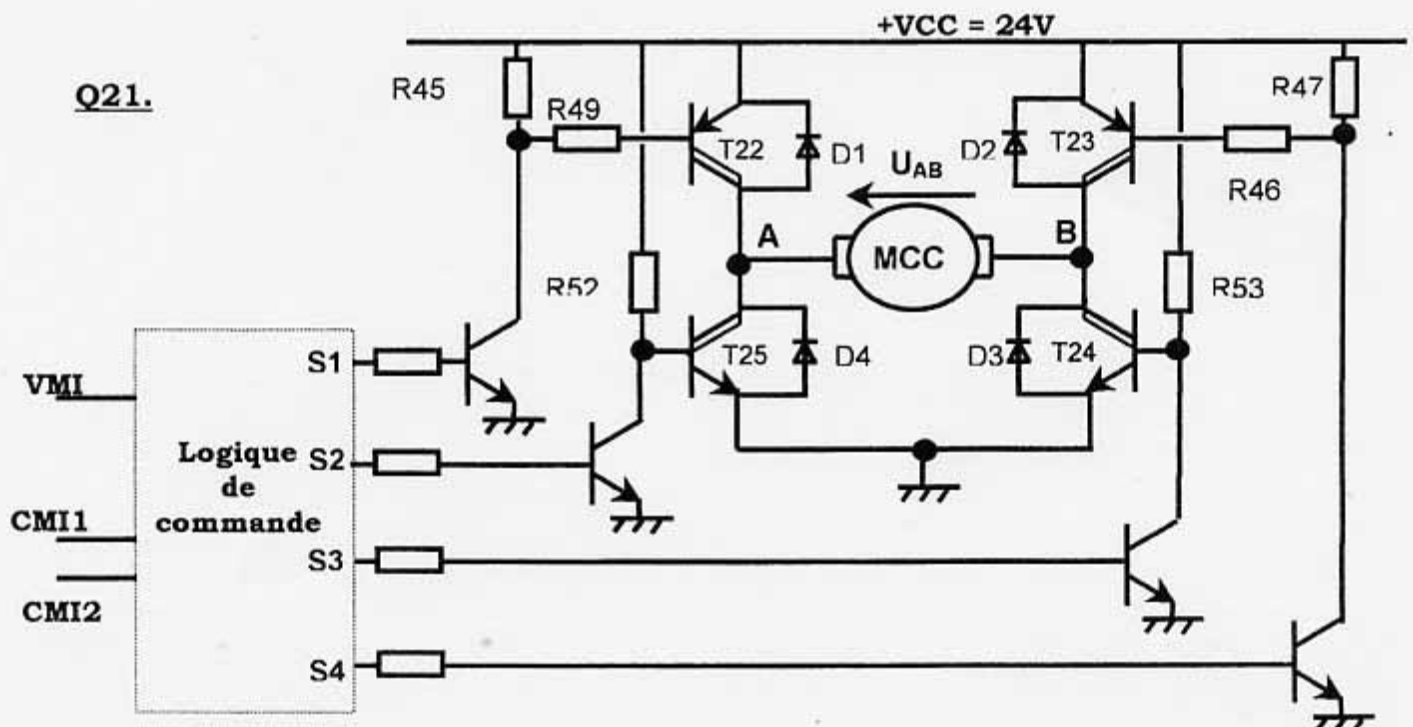 +VCC = 24V
Q21.
R45
R49
R47
T22
D1
D2
T23
U_AB
R46
A
MCC
B
R52
R53
T25
D4
D3
T24
S1
VMI
Logique
de
commande
S2
CMI1
S3
CMI2
S4